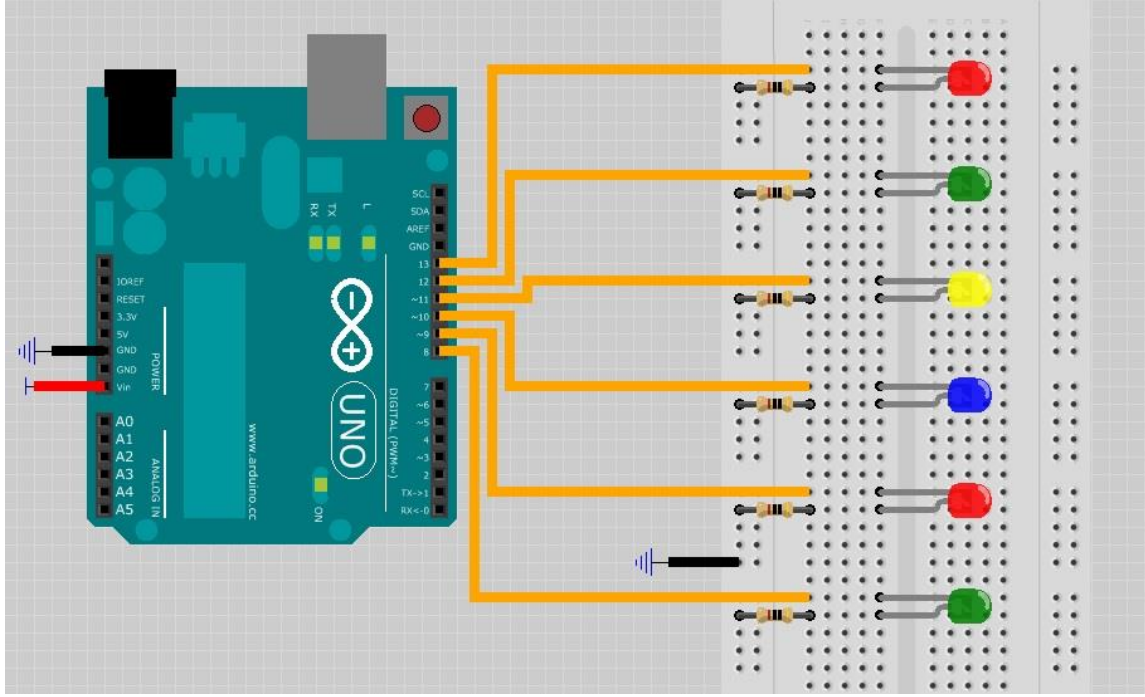 J I H G F E D C B A
SCL
SDA
AREF
GND
13
12
~11
~10
~9
8
7
~6
~5
4
~3
2
TX->1
RX<-0
DIGITAL (PWM~)
RX
TX
L
IOREF
RESET
3.3V
5V
GND
GND
Vin
POWER
A0
A1
A2
A3
A4
A5
ANALOG IN
www.arduino.cc
UNO
ON